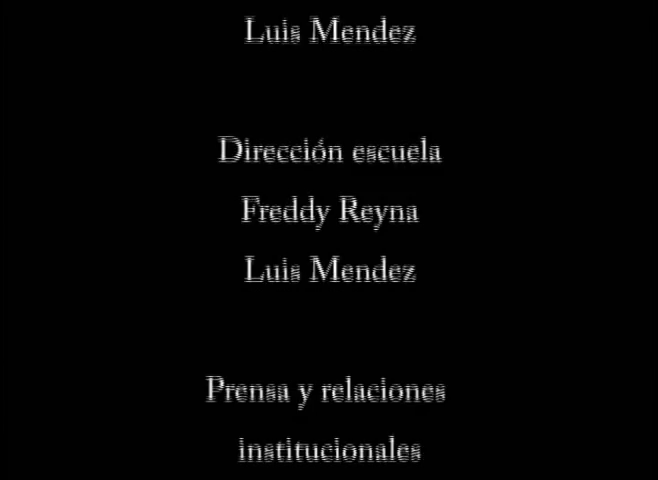 Luis Mendez
Dirección escuela
Freddy Reyna
Luis Mendez
Prensa y relaciones
institucionales